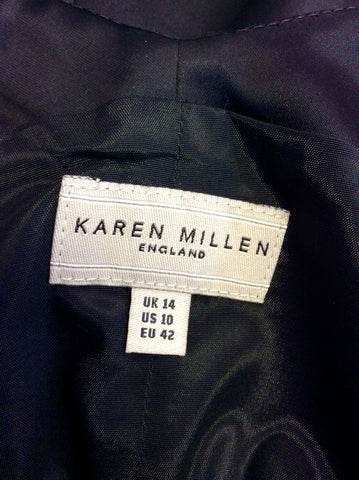 KAREN MILLEN
ENGLAND
UK 14
US 10
EU 42